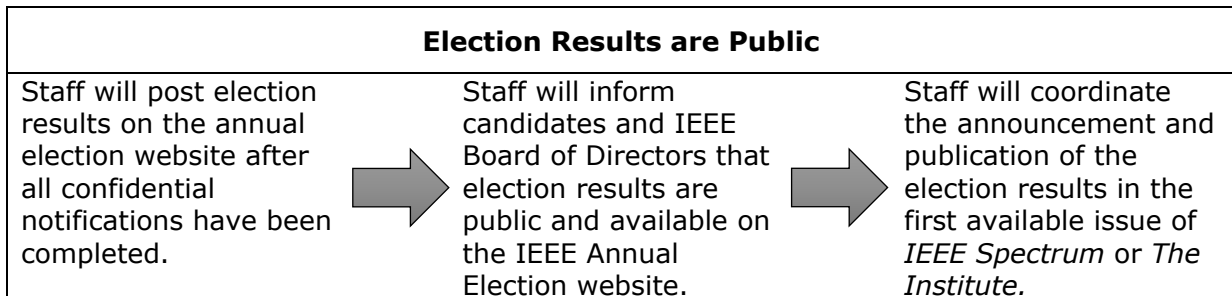 Election Results are Public
Staff will post election
results on the annual
election website after
all confidential
notifications have been
completed.
Staff will inform
candidates and IEEE
Board of Directors that
election results are
public and available on
the IEEE Annual
Election website.
Staff will coordinate
the announcement and
publication of the
election results in the
first available issue of
IEEE Spectrum or The
Institute.